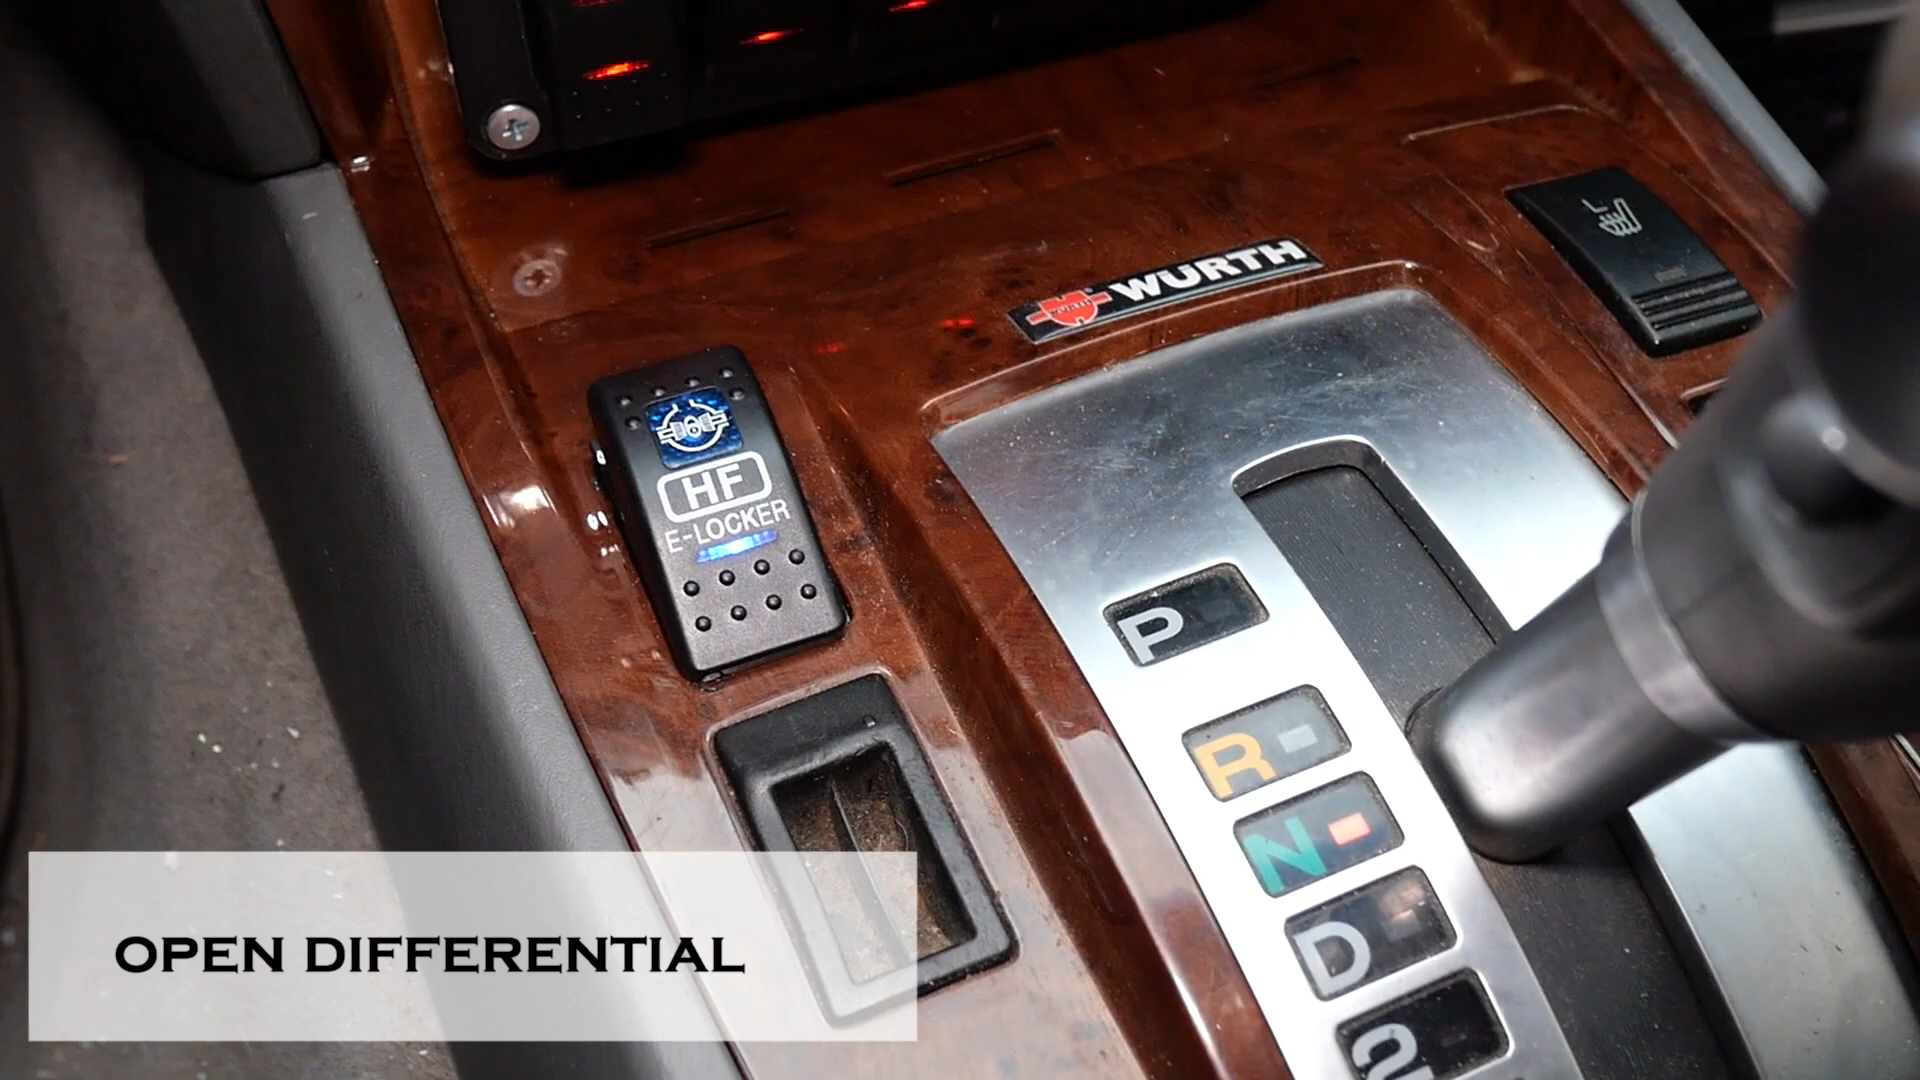 WURTH
HF
E-LOCKER
P
R
N
D
2
OPEN DIFFERENTIAL